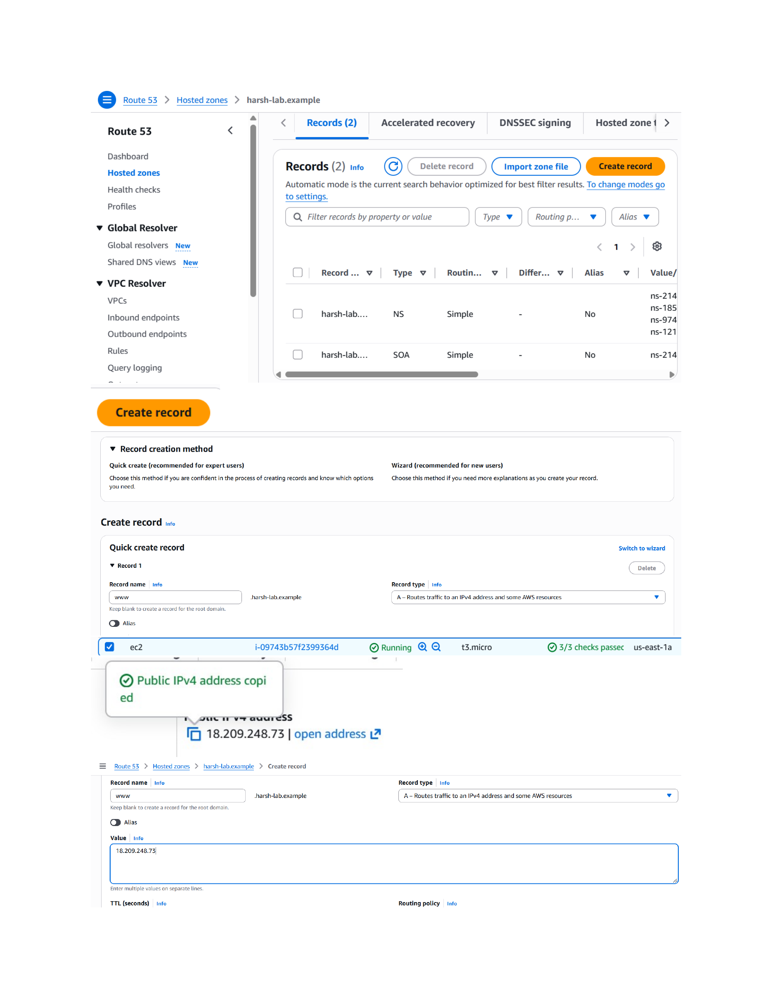 Route 53 > Hosted zones > harsh-lab.example
Route 53
Dashboard
Hosted zones
Health checks
Profiles
Global Resolver
Global resolvers New
Shared DNS views New
VPC Resolver
VPCs
Inbound endpoints
Outbound endpoints
Rules
Query logging
Records (2) Accelerated recovery DNSSEC signing Hosted zone
Records (2) Info Delete record Import zone file Create record
Automatic mode is the current search behavior optimized for best filter results. To change modes go
to settings.
Filter records by property or value Type Routing p... Alias
1
Record ... Type Routin... Differ... Alias Value/
ns-214
ns-185
harsh-lab.... NS Simple - No
ns-974
ns-121
harsh-lab.... SOA Simple - No ns-214
Create record
Record creation method
Quick create (recommended for expert users)
Choose this method if you are confident in the process of creating records and know which options
you need.
Wizard (recommended for new users)
Choose this method if you need more explanations as you create your record.
Create record Info
Quick create record Switch to wizard
Record 1 Delete
Record name Info Record type Info
www .harsh-lab.example A – Routes traffic to an IPv4 address and some AWS resources
Keep blank to create a record for the root domain.
Alias
ec2 i-09743b57f2399364d Running t3.micro 3/3 checks passec us-east-1a
Public IPv4 address copi
ed
18.209.248.73 | open address
Route 53 > Hosted zones > harsh-lab.example > Create record
Record name Info Record type Info
www .harsh-lab.example A – Routes traffic to an IPv4 address and some AWS resources
Keep blank to create a record for the root domain.
Alias
Value Info
18.209.248.73
Enter multiple values on separate lines.
TTL (seconds) Info Routing policy Info